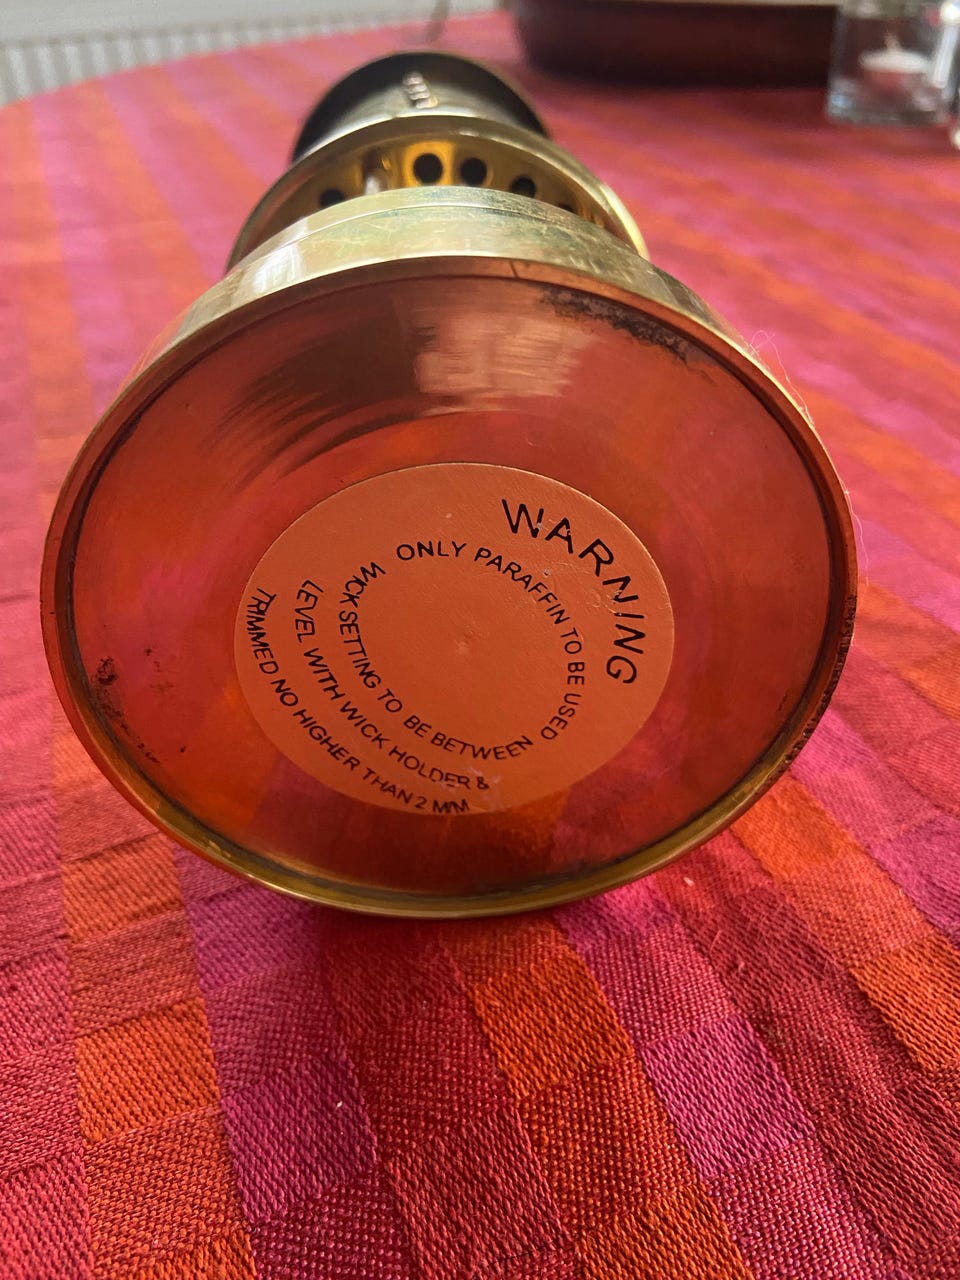 WARNING
ONLY PARAFFIN TO BE USED
WICK SETTING TO BE BETWEEN
LEVEL WITH WICK HOLDER &
TRIMMED NO HIGHER THAN 2 MM